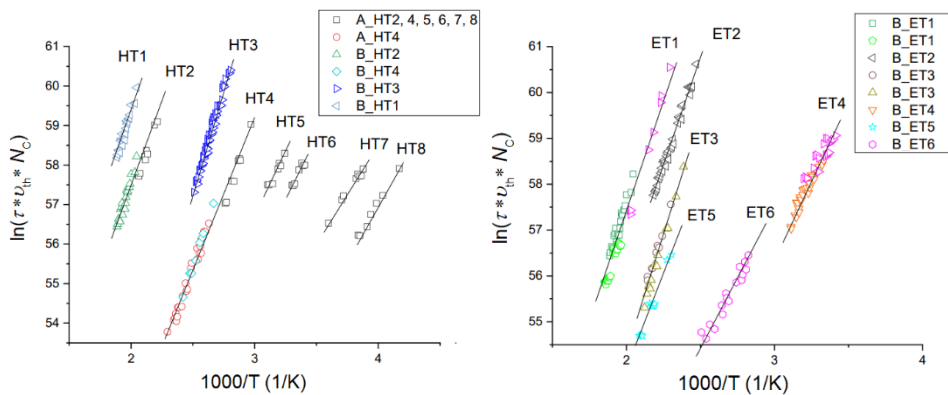 61
60
59
58
57
56
55
54
2
3
4
ln(τ*υth* NC)
1000/T (1/K)
HT1
HT2
HT3
HT4
HT5
HT6
HT7
HT8
A_HT2, 4, 5, 6, 7, 8
A_HT4
B_HT2
B_HT4
B_HT3
B_HT1
61
60
59
58
57
56
55
2
3
4
ln(τ*υth* NC)
1000/T (1/K)
ET1
ET2
ET3
ET4
ET5
ET6
B_ET1
B_ET1
B_ET2
B_ET3
B_ET3
B_ET4
B_ET5
B_ET6